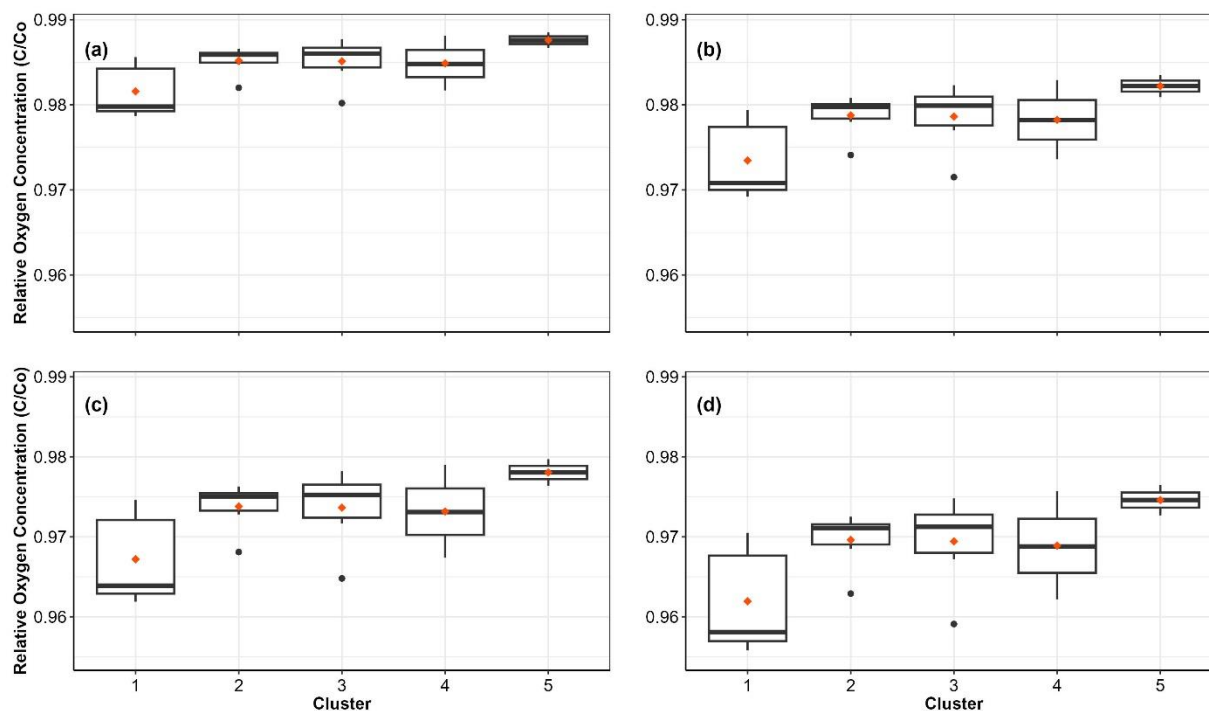 Relative Oxygen Concentration (C/Co
0.99
0.98
0.97
0.96
(a)
0.99
0.98
0.97
0.96
(b)
Relative Oxygen Concentration (C/Co)
0.99
0.98
0.97
0.96
(c)
1 2 3 4 5
Cluster
0.99
0.98
0.97
0.96
(d)
1 2 3 4 5
Cluster